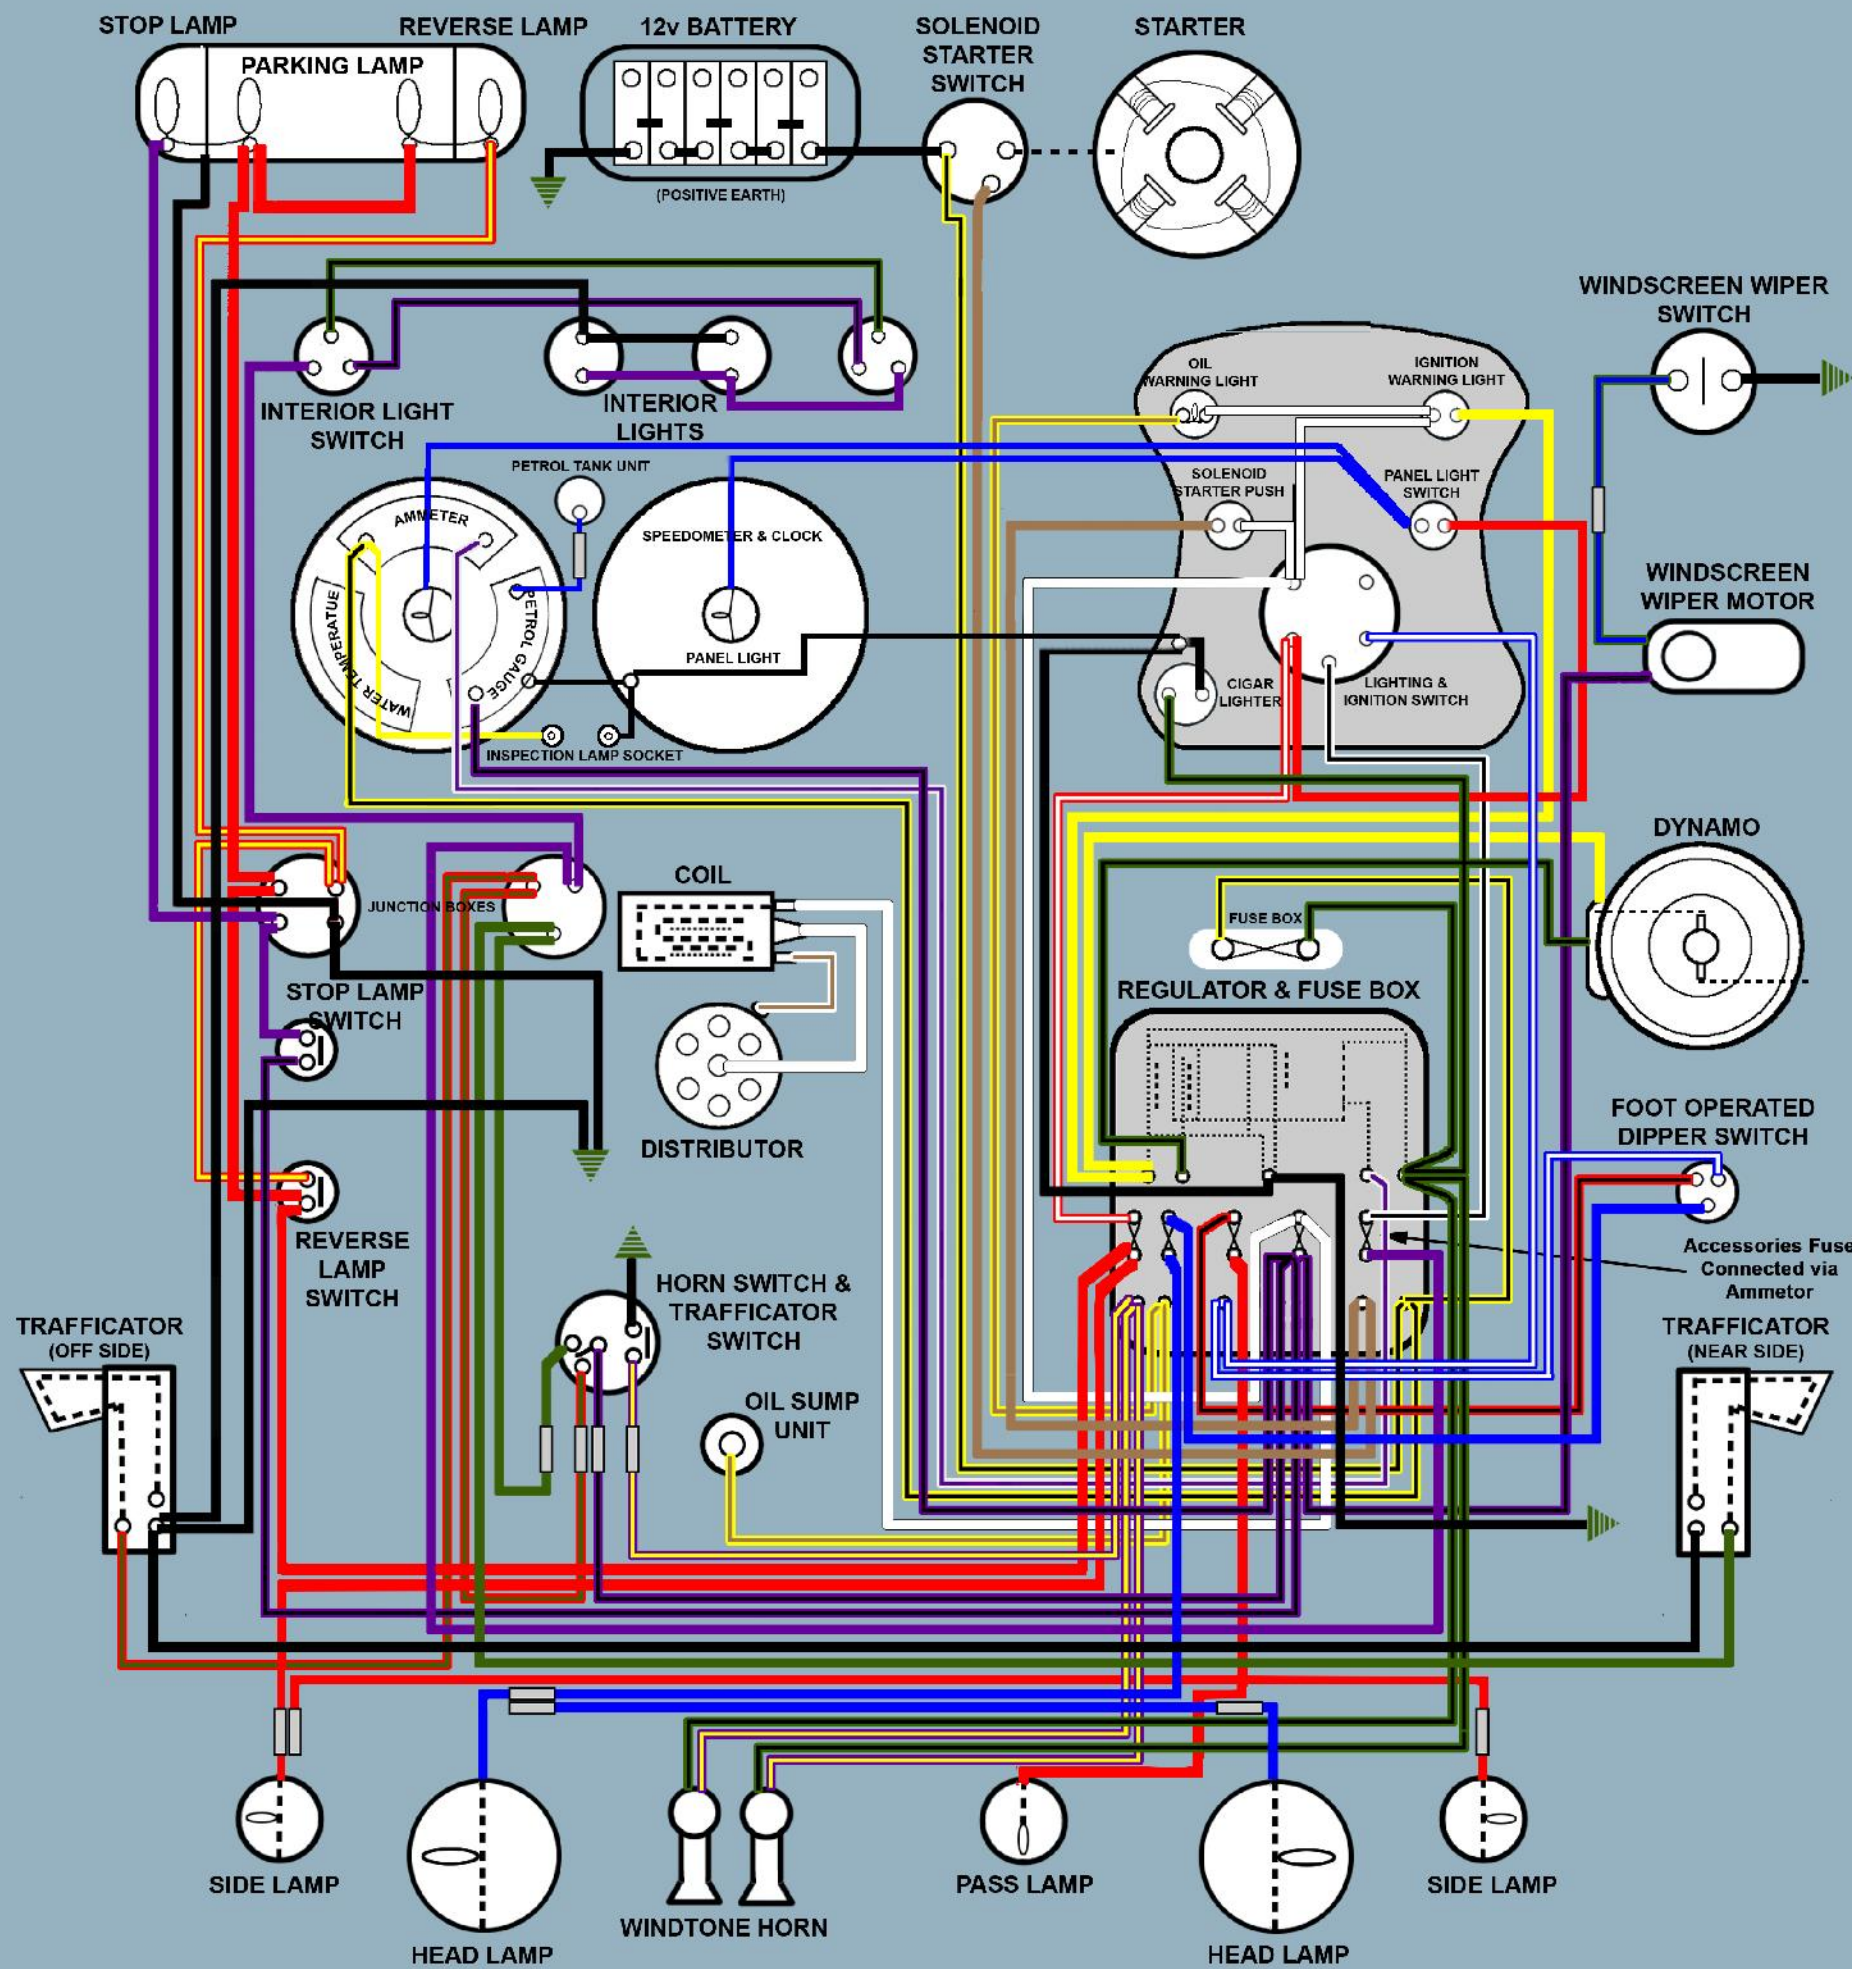 STOP LAMP
REVERSE LAMP
PARKING LAMP
12v BATTERY
(POSITIVE EARTH)
SOLENOID
STARTER
SWITCH
STARTER
WINDSCREEN WIPER
SWITCH
INTERIOR LIGHT
SWITCH
INTERIOR
LIGHTS
OIL
WARNING LIGHT
IGNITION
WARNING LIGHT
PETROL TANK UNIT
SOLENOID
STARTER PUSH
PANEL LIGHT
SWITCH
AMMETER
SPEEDOMETER & CLOCK
WATER TEMPERATUE
PETROL GAUGE
PANEL LIGHT
WINDSCREEN
WIPER MOTOR
CIGAR
LIGHTER
LIGHTING &
IGNITION SWITCH
INSPECTION LAMP SOCKET
DYNAMO
COIL
JUNCTION BOXES
FUSE BOX
REGULATOR & FUSE BOX
STOP LAMP
SWITCH
DISTRIBUTOR
FOOT OPERATED
DIPPER SWITCH
REVERSE
LAMP
SWITCH
Accessories Fuse
Connected via
Ammetor
HORN SWITCH &
TRAFFICATOR
SWITCH
TRAFFICATOR
(OFF SIDE)
TRAFFICATOR
(NEAR SIDE)
OIL SUMP
UNIT
SIDE LAMP
HEAD LAMP
WINDTONE HORN
PASS LAMP
HEAD LAMP
SIDE LAMP